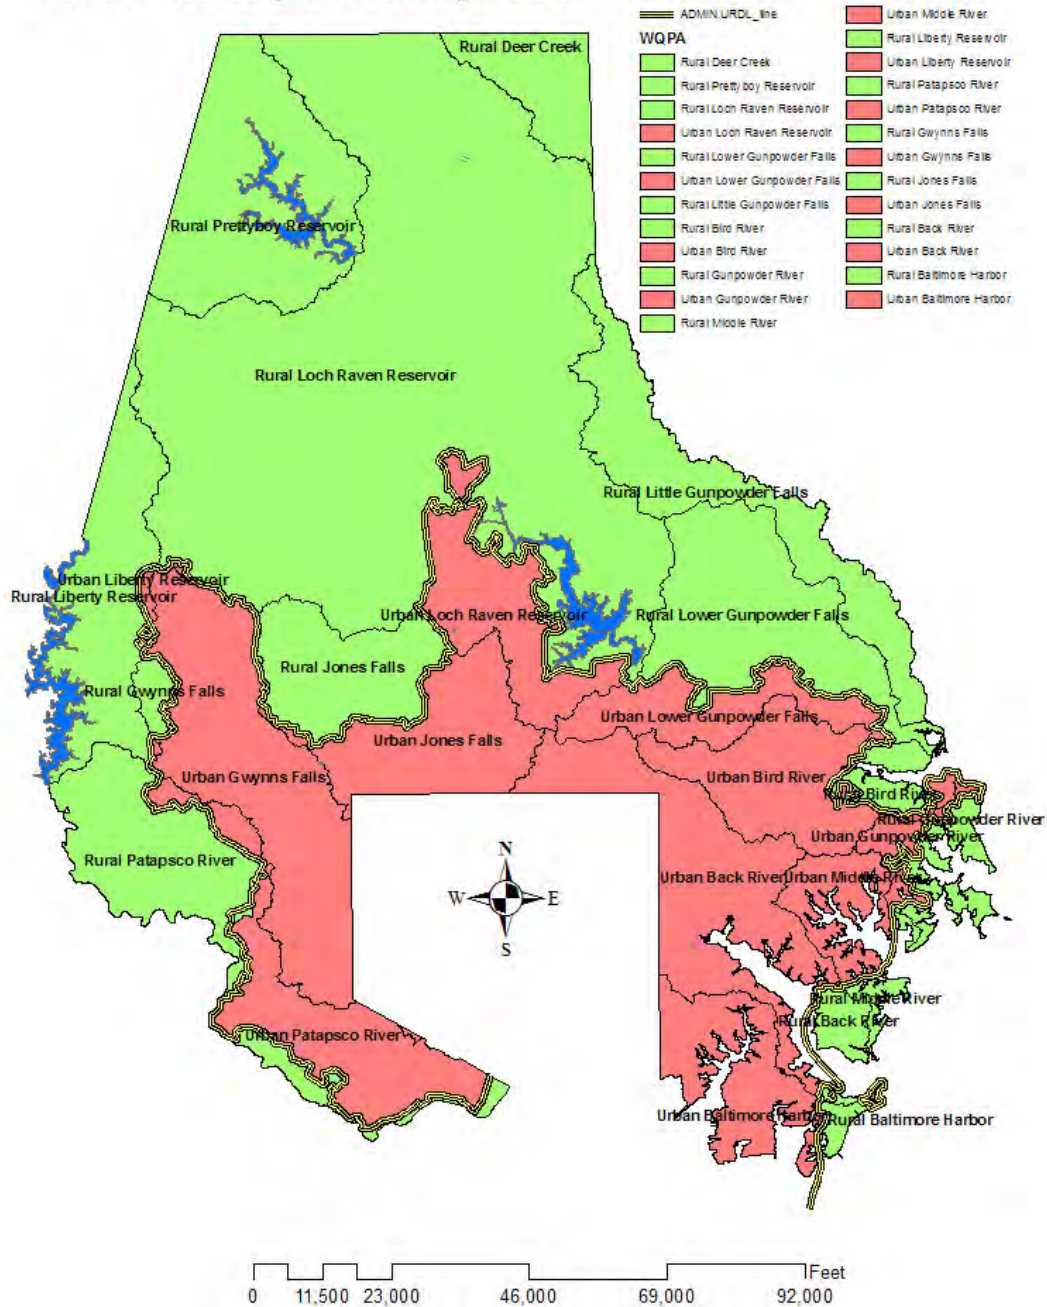 ADMIN.URDL_line
WQPA
Rural Deer Creek
Rural Prettyboy Reservoir
Rural Loch Raven Reservoir
Urban Loch Raven Reservoir
Rural Lower Gunpowder Falls
Urban Lower Gunpowder Falls
Rural Little Gunpowder Falls
Rural Bird River
Urban Bird River
Rural Gunpowder River
Urban Gunpowder River
Rural Middle River
Urban Middle River
Rural Liberty Reservoir
Urban Liberty Reservoir
Rural Patapsco River
Urban Patapsco River
Rural Gwynns Falls
Urban Gwynns Falls
Rural Jones Falls
Urban Jones Falls
Rural Back River
Urban Back River
Rural Baltimore Harbor
Urban Baltimore Harbor
Rural Deer Creek
Rural Prettyboy Reservoir
Rural Loch Raven Reservoir
Rural Little Gunpowder Falls
Urban Liberty Reservoir
Rural Liberty Reservoir
Urban Loch Raven Reservoir
Rural Lower Gunpowder Falls
Rural Jones Falls
Rural Gwynns Falls
Urban Lower Gunpowder Falls
Urban Jones Falls
Urban Gwynns Falls
Urban Bird River
Rural Bird River
Rural Gunpowder River
Urban Gunpowder River
Rural Patapsco River
Urban Back River
Urban Middle River
N
W
E
S
Rural Middle River
Rural Back River
Urban Patapsco River
Urban Baltimore Harbor
Rural Baltimore Harbor
Feet
0 11,500 23,000 46,000 69,000 92,000